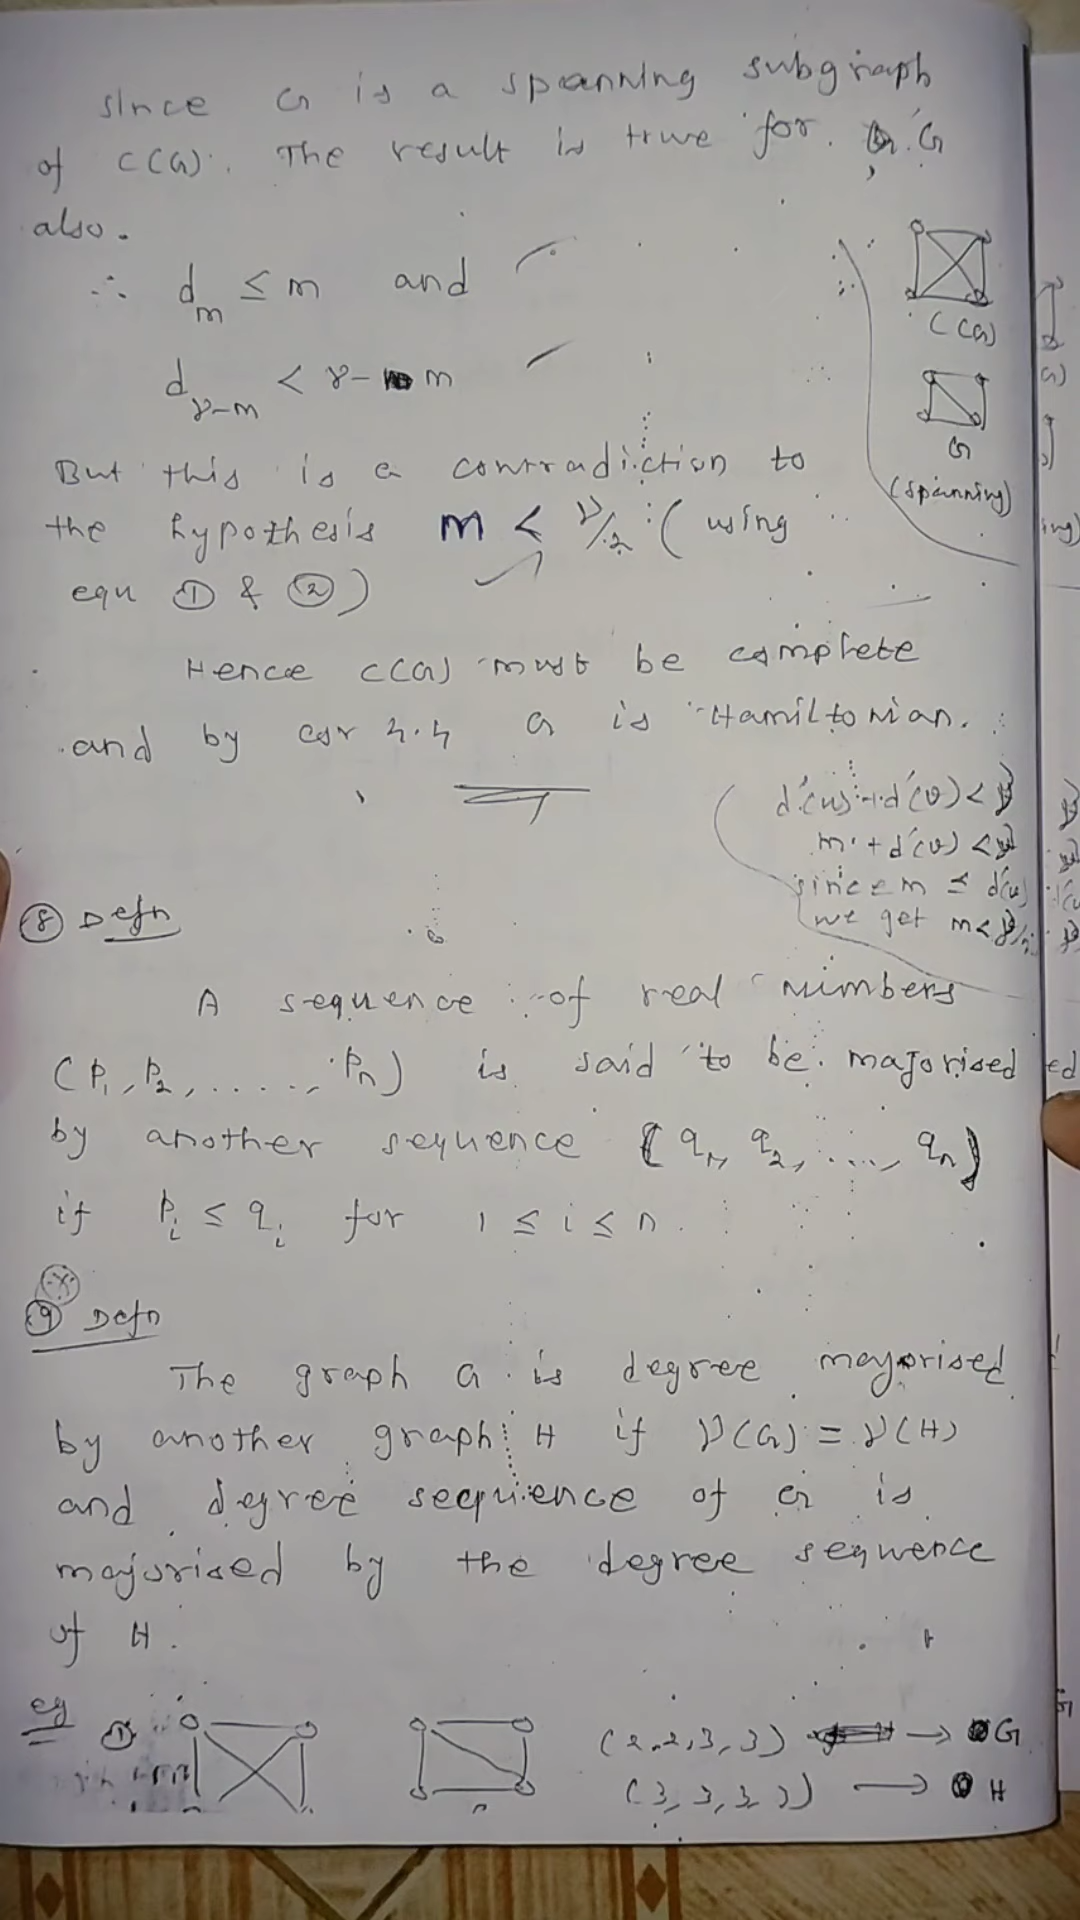 since G is a spanning subgraph
of C(G). The result is true for G
also.
∴ d_m ≤ m and
d_{γ-m} < γ- m
But this is a contradiction to
the hypothesis m < γ/2 (using
equ ① & ②)
Hence C(G) must be complete
and by cor 4.4 G is Hamiltonian.
C(G)
G
(spanning)
d'(u)+d'(v) < γ
m + d'(v) < γ
since m ≤ d'(u)
we get m < γ/2
⑧ Defn
A sequence of real numbers
(P₁, P₂, ....., Pₙ) is said to be majorised
by another sequence (q₁, q₂, ...., qₙ)
if Pᵢ ≤ qᵢ for 1 ≤ i ≤ n.
⑨ Defn
The graph G is degree majorised
by another graph H if γ(G) = γ(H)
and degree sequence of G is
majorised by the degree sequence
of H.
eg ① (2,2,3,3) → G
(3,3,3,3) → H